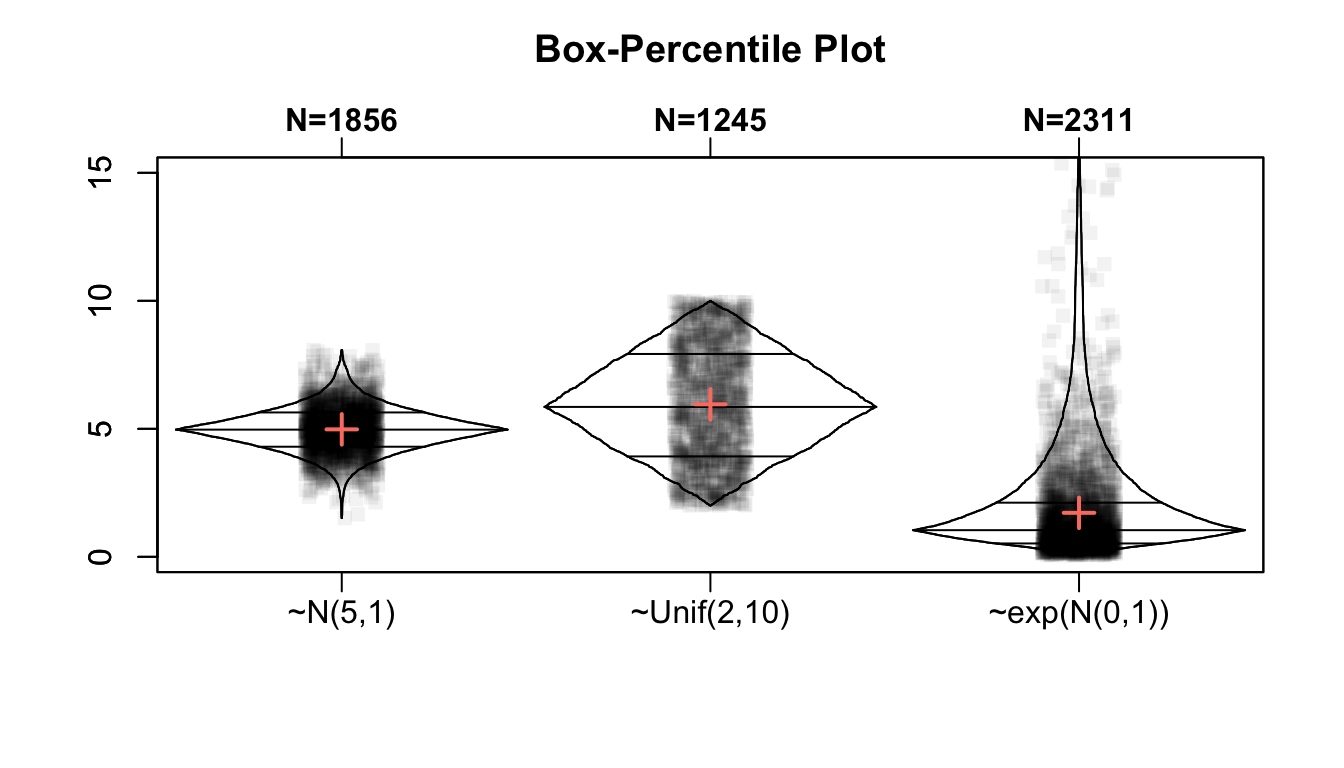 Box-Percentile Plot
N=1856 N=1245 N=2311
15
10
5
0
~N(5,1) ~Unif(2,10) ~exp(N(0,1))